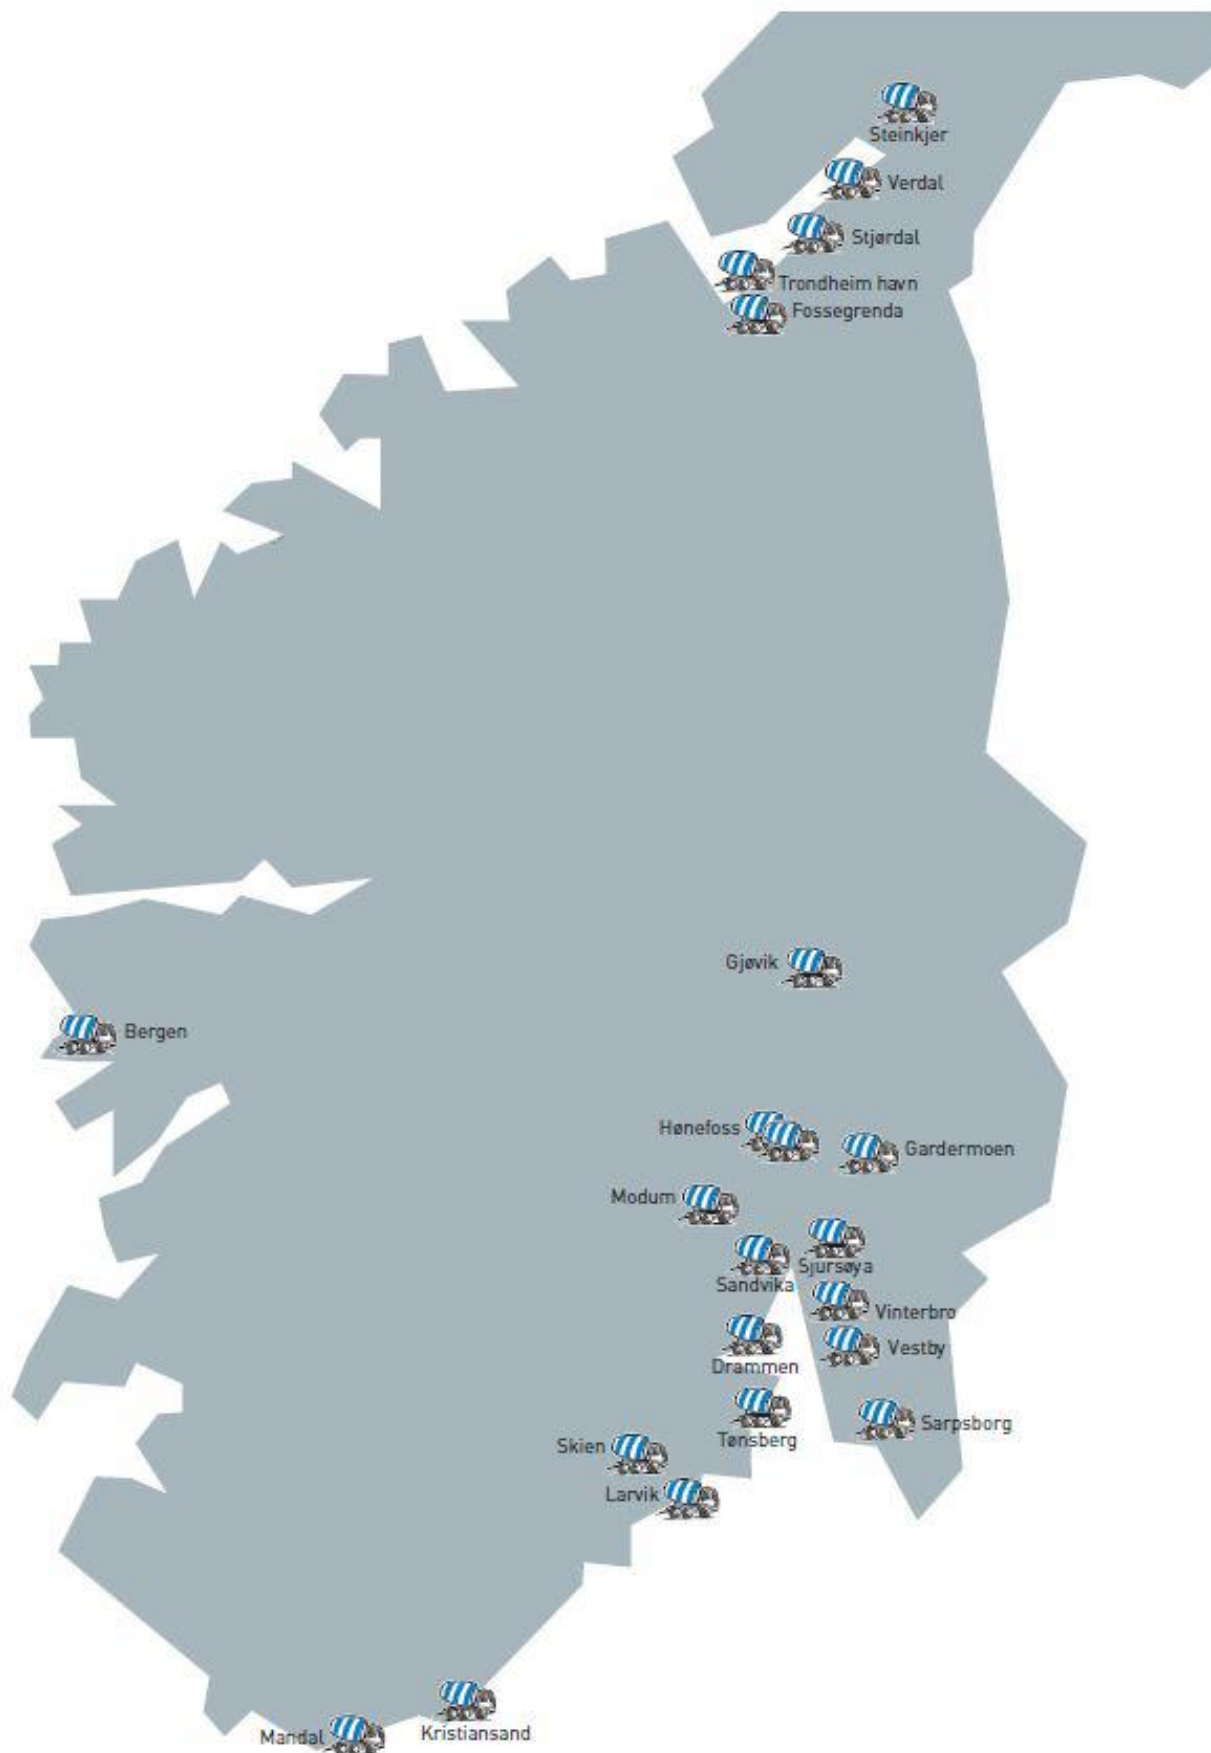 Steinkjer
Verdal
Stjørdal
Trondheim havn
Fossegrenda
Gjøvik
Bergen
Hønefoss
Gardermoen
Modum
Sjursøya
Sandvika
Vinterbro
Vestby
Drammen
Sarpsborg
Tønsberg
Skien
Larvik
Kristiansand
Mandal